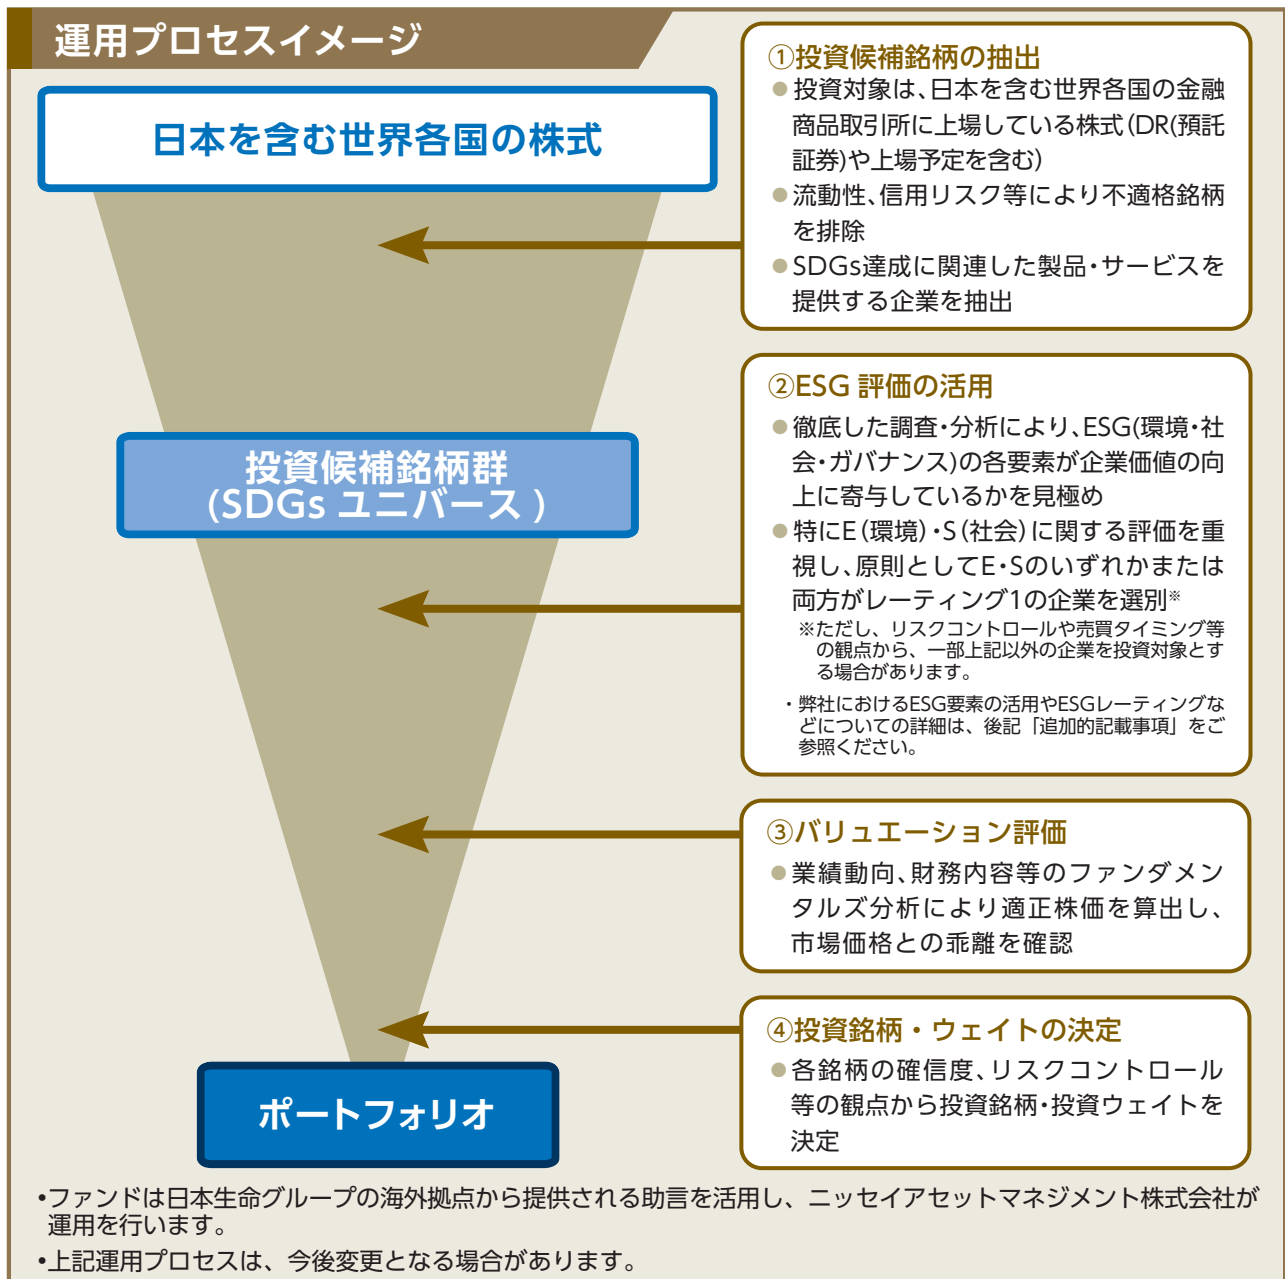 運用プロセスイメージ
日本を含む世界各国の株式
①投資候補銘柄の抽出
●投資対象は、日本を含む世界各国の金融
商品取引所に上場している株式(DR(預託
証券)や上場予定を含む)
●流動性、信用リスク等により不適格銘柄
を排除
●SDGs達成に関連した製品・サービスを
提供する企業を抽出
投資候補銘柄群
(SDGs ユニバース )
②ESG 評価の活用
●徹底した調査・分析により、ESG(環境・社
会・ガバナンス)の各要素が企業価値の向
上に寄与しているかを見極め
●特にE(環境)・S(社会)に関する評価を重
視し、原則としてE・Sのいずれかまたは
両方がレーティング1の企業を選別※
※ただし、リスクコントロールや売買タイミング等
の観点から、一部上記以外の企業を投資対象とす
る場合があります。
・弊社におけるESG要素の活用やESGレーティングな
どについての詳細は、後記「追加的記載事項」をご
参照ください。
③バリュエーション評価
●業績動向、財務内容等のファンダメン
タルズ分析により適正株価を算出し、
市場価格との乖離を確認
④投資銘柄・ウェイトの決定
●各銘柄の確信度、リスクコントロール
等の観点から投資銘柄・投資ウェイトを
決定
ポートフォリオ
•ファンドは日本生命グループの海外拠点から提供される助言を活用し、ニッセイアセットマネジメント株式会社が
運用を行います。
•上記運用プロセスは、今後変更となる場合があります。